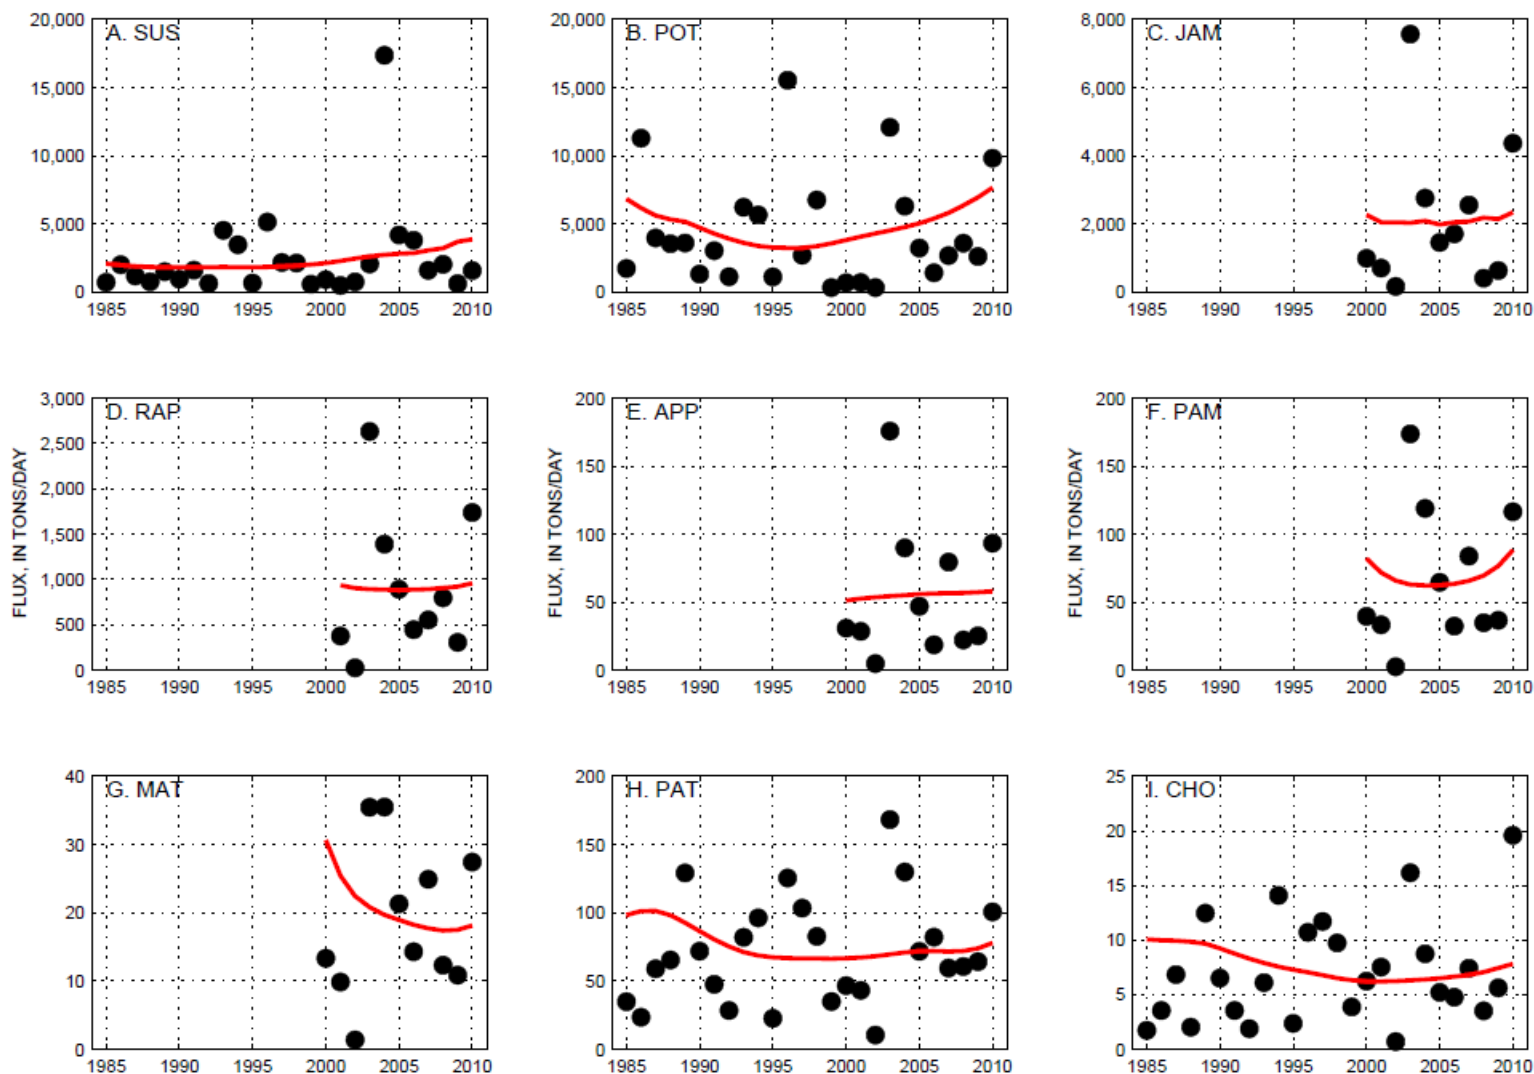 A. SUS
20,000
15,000
10,000
5,000
0
1985 1990 1995 2000 2005 2010
B. POT
20,000
15,000
10,000
5,000
0
1985 1990 1995 2000 2005 2010
C. JAM
8,000
6,000
4,000
2,000
0
1985 1990 1995 2000 2005 2010
D. RAP
FLUX, IN TONS/DAY
3,000
2,500
2,000
1,500
1,000
500
0
1985 1990 1995 2000 2005 2010
E. APP
FLUX, IN TONS/DAY
200
150
100
50
0
1985 1990 1995 2000 2005 2010
F. PAM
FLUX, IN TONS/DAY
200
150
100
50
0
1985 1990 1995 2000 2005 2010
G. MAT
40
30
20
10
0
1985 1990 1995 2000 2005 2010
H. PAT
200
150
100
50
0
1985 1990 1995 2000 2005 2010
I. CHO
25
20
15
10
5
0
1985 1990 1995 2000 2005 2010